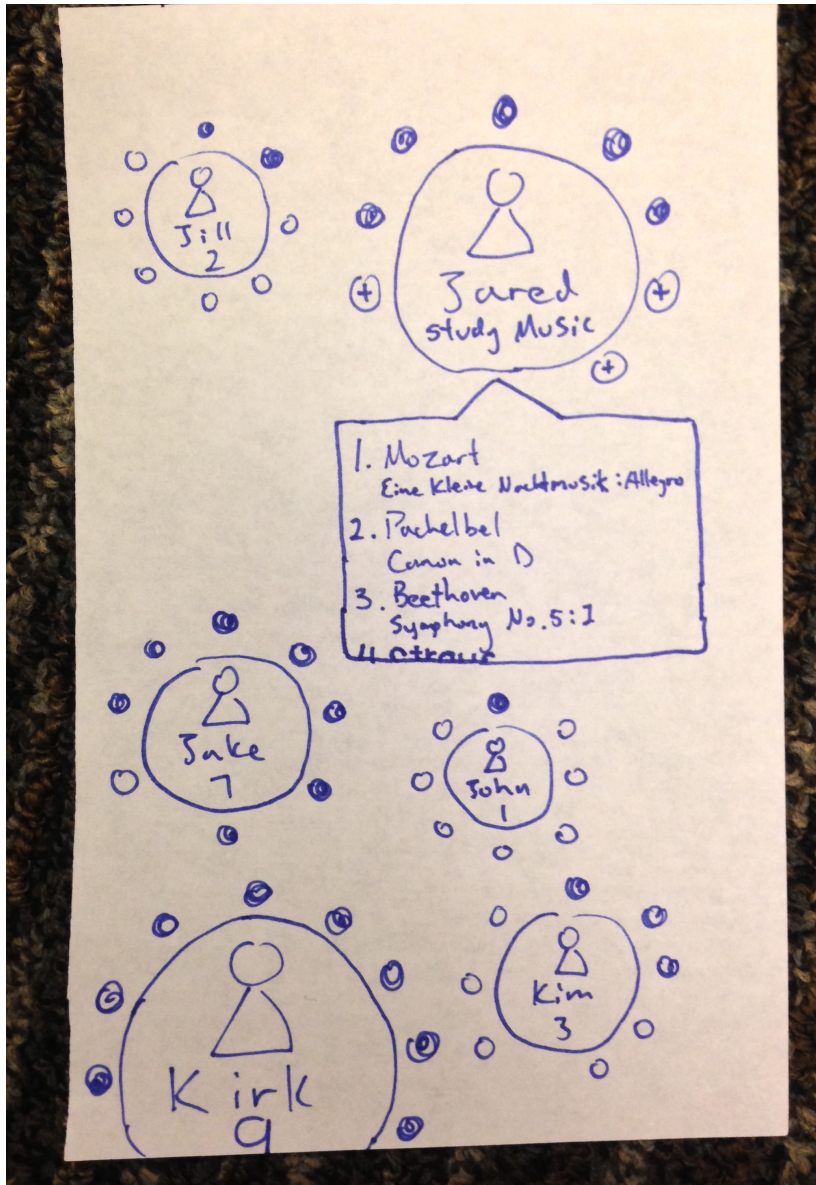 Jill
2
Jared
study Music
+
+
+
1. Mozart
Eine Kleine Nachtmusik: Allegro
2. Pachelbel
Canon in D
3. Beethoven
Symphony No. 5: I
Jake
7
John
1
Kirk
9
Kim
3